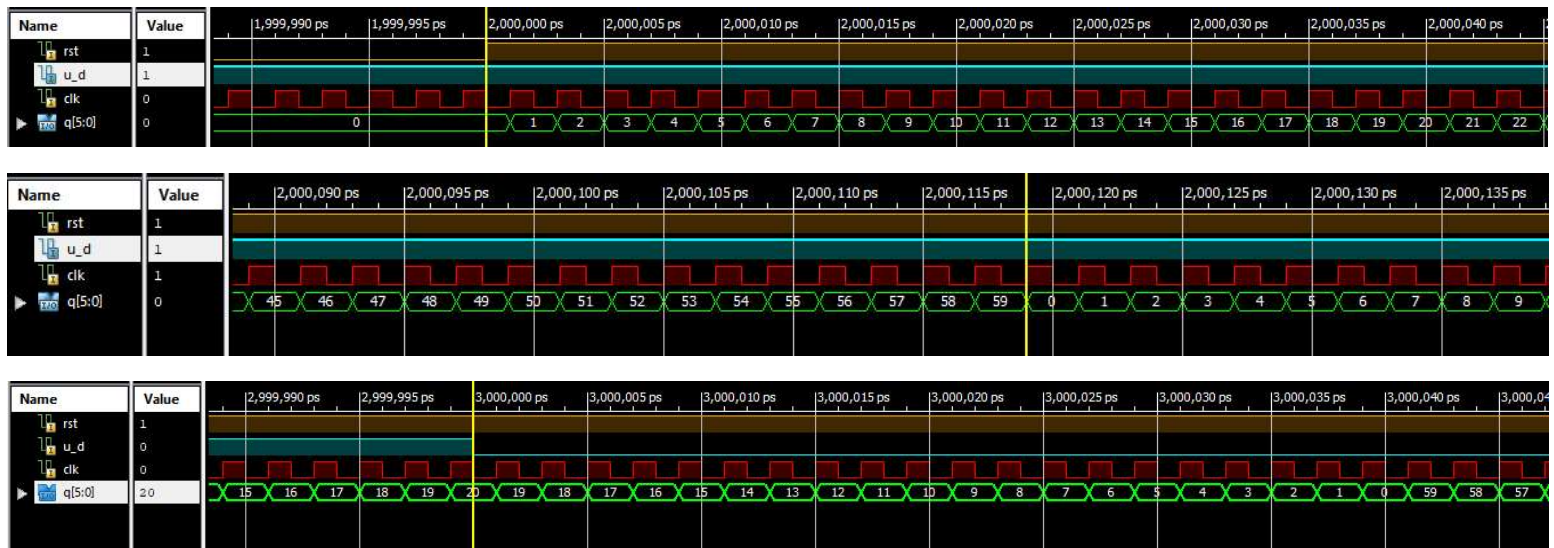 Name Value 1,999,990 ps 1,999,995 ps 2,000,000 ps 2,000,005 ps 2,000,010 ps 2,000,015 ps 2,000,020 ps 2,000,025 ps 2,000,030 ps 2,000,035 ps 2,000,040 ps
rst 1
u_d 1
clk 0
q[5:0] 0 0 1 2 3 4 5 6 7 8 9 10 11 12 13 14 15 16 17 18 19 20 21 22
Name Value 2,000,090 ps 2,000,095 ps 2,000,100 ps 2,000,105 ps 2,000,110 ps 2,000,115 ps 2,000,120 ps 2,000,125 ps 2,000,130 ps 2,000,135 ps
rst 1
u_d 1
clk 1
q[5:0] 0 45 46 47 48 49 50 51 52 53 54 55 56 57 58 59 0 1 2 3 4 5 6 7 8 9
Name Value 2,999,990 ps 2,999,995 ps 3,000,000 ps 3,000,005 ps 3,000,010 ps 3,000,015 ps 3,000,020 ps 3,000,025 ps 3,000,030 ps 3,000,035 ps 3,000,040 ps 3,000,04
rst 1
u_d 0
clk 0
q[5:0] 20 15 16 17 18 19 20 19 18 17 16 15 14 13 12 11 10 9 8 7 6 5 4 3 2 1 0 59 58 57